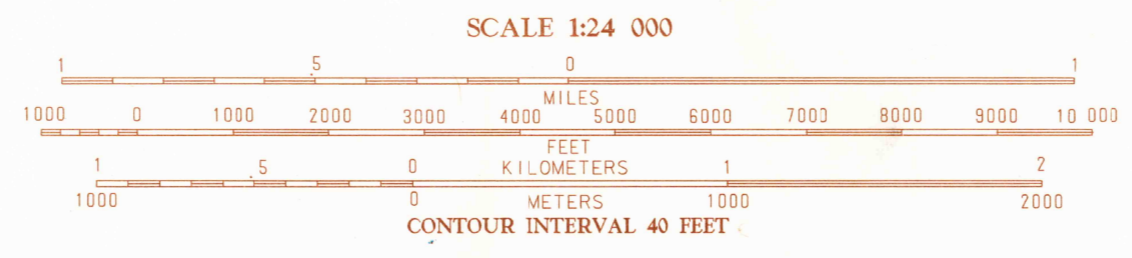 SCALE 1:24 000
1 .5 0 1
MILES
1000 0 1000 2000 3000 4000 5000 6000 7000 8000 9000 10 000
FEET
1 .5 0 KILOMETERS 1 2
1000 0 METERS 1000 2000
CONTOUR INTERVAL 40 FEET